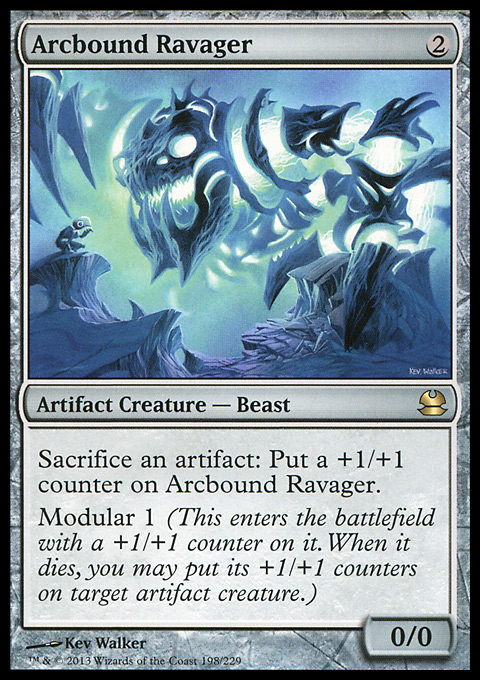 Arcbound Ravager 2
KEV WALKER
Artifact Creature — Beast
Sacrifice an artifact: Put a +1/+1
counter on Arcbound Ravager.
Modular 1 (This enters the battlefield
with a +1/+1 counter on it. When it
dies, you may put its +1/+1 counters
on target artifact creature.)
0/0
Kev Walker
™ & © 2013 Wizards of the Coast 198/229